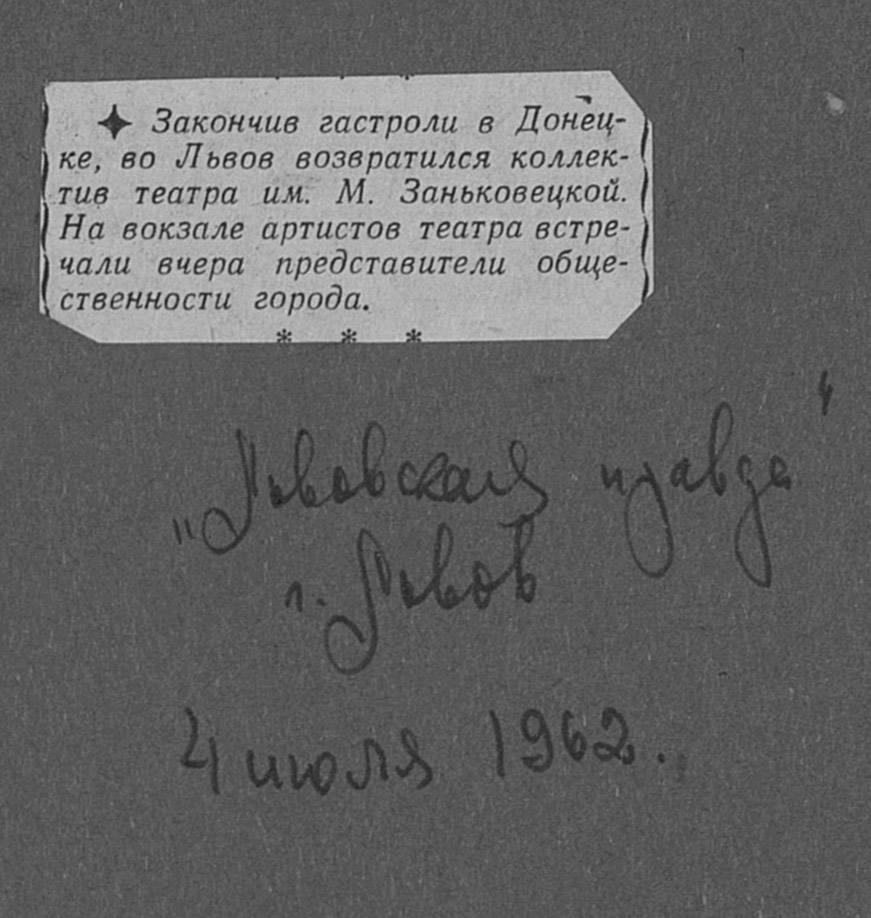 ✦ Закончив гастроли в Донец-
ке, во Львов возвратился коллек-
тив театра им. М. Заньковецкой.
На вокзале артистов театра встре-
чали вчера представители обще-
ственности города.
* * *
"Львовская правда"
г. Львов
4 июля 1962.